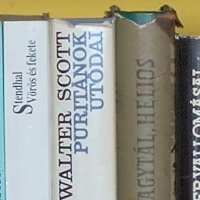 Stendhal
Vörös és fekete
WALTER SCOTT
PURITÁNOK
UTÓDAI
NAGYTÁL, HELIOS